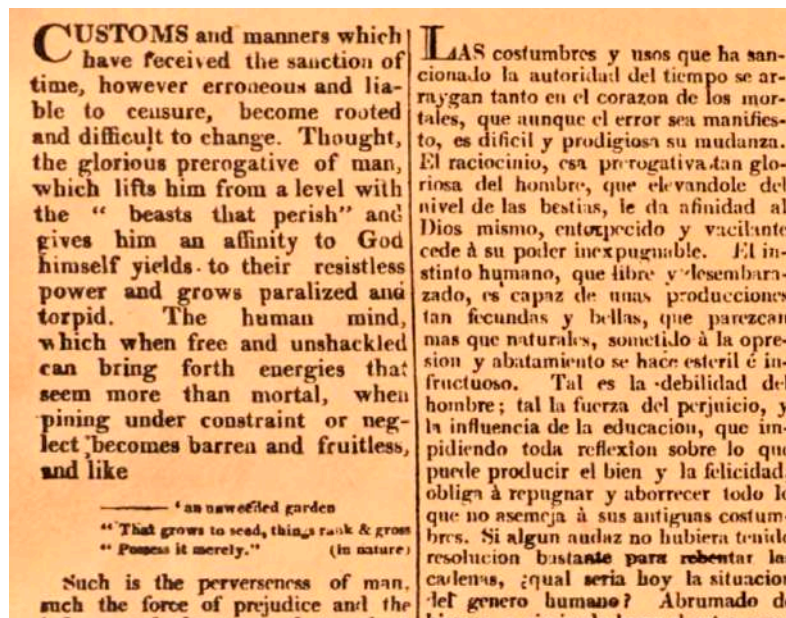 CUSTOMS and manners which
have received the sanction of
time, however erroneous and lia-
ble to censure, become rooted
and difficult to change. Thought,
the glorious prerogative of man,
which lifts him from a level with
the " beasts that perish" and
gives him an affinity to God
himself yields to their resistless
power and grows paralized and
torpid. The human mind,
which when free and unshackled
can bring forth energies that
seem more than mortal, when
pining under constraint or neg-
lect becomes barren and fruitless,
and like
——— ' an unweeded garden
" That grows to seed, things rank & gross
" Possess it merely." (in nature)
Such is the perverseness of man,
such the force of prejudice and the
LAS costumbres y usos que ha san-
cionado la autoridad del tiempo se ar-
raygan tanto en el corazon de los mor-
tales, que aunque el error sea manifies-
to, es dificil y prodigiosa su mudanza.
El raciocinio, esa prerogativa tan glo-
riosa del hombre, que elevandole del
nivel de las bestias, le da afinidad al
Dios mismo, entorpecido y vacilante
cede à su poder inexpugnable. El in-
stinto humano, que libre y desembara-
zado, es capaz de unas producciones
tan fecundas y bellas, que parezcan
mas que naturales, sometido à la opre-
sion y abatamiento se hace esteril é in-
fructuoso. Tal es la debilidad del
hombre; tal la fuerza del perjuicio, y
la influencia de la educacion, que im-
pidiendo toda reflexion sobre lo que
puede producir el bien y la felicidad,
obliga à repugnar y aborrecer todo lo
que no asemeja à sus antiguas costum-
bres. Si algun audaz no hubiera tenido
resolucion bastante para rebentar las
cadenas, ¿qual seria hoy la situacion
del genero humano? Abrumado de